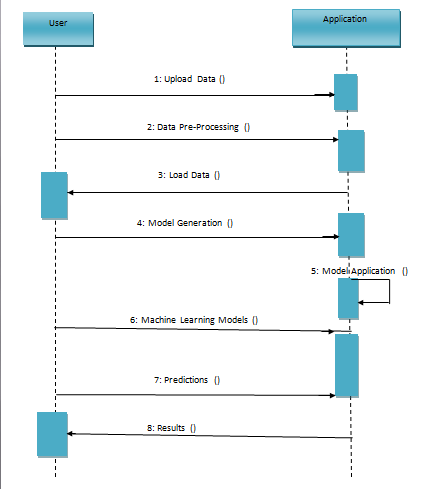 User
Application
1: Upload Data ()
2: Data Pre-Processing ()
3: Load Data ()
4: Model Generation ()
5: Model Application ()
6: Machine Learning Models ()
7: Predictions ()
8: Results ()